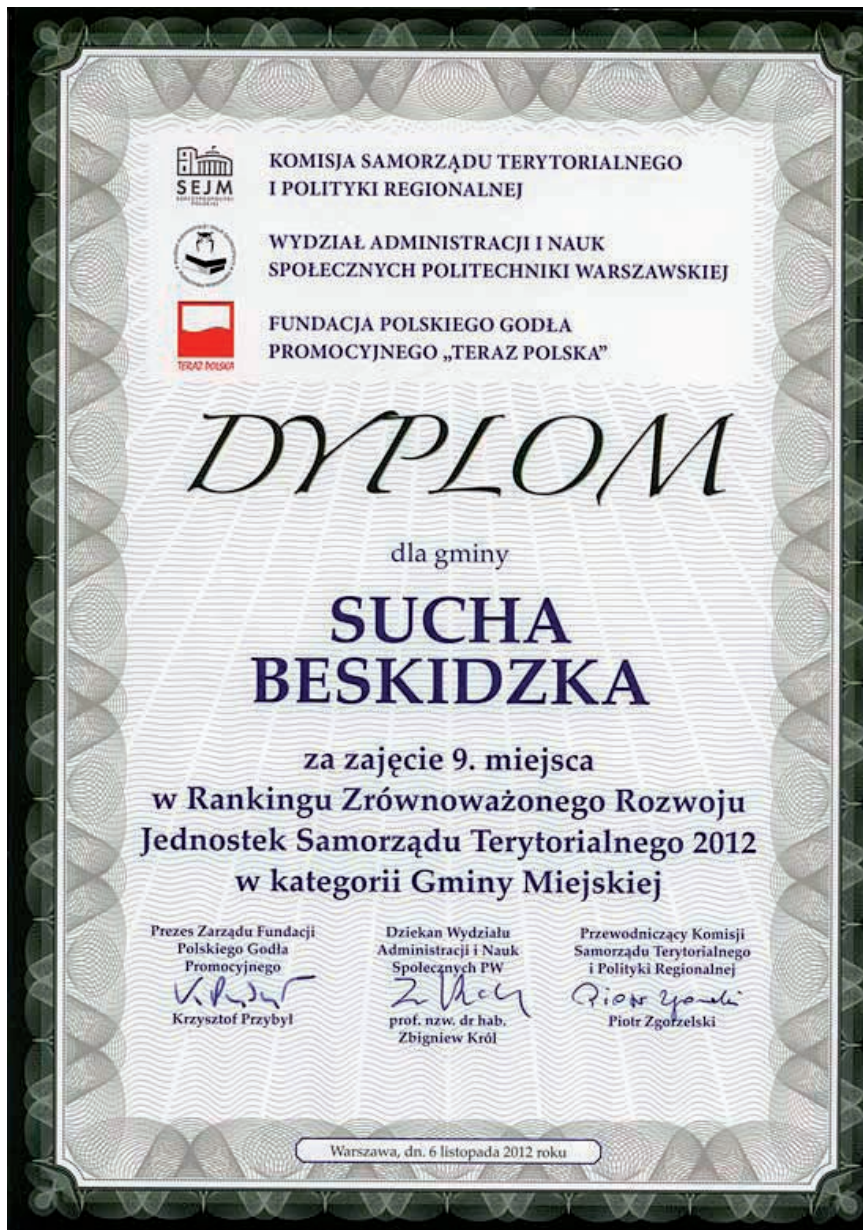 SEJM
RZECZYPOSPOLITEJ
POLSKIEJ
KOMISJA SAMORZĄDU TERYTORIALNEGO
I POLITYKI REGIONALNEJ
WYDZIAŁ ADMINISTRACJI I NAUK
SPOŁECZNYCH POLITECHNIKI WARSZAWSKIEJ
TERAZ POLSKA
FUNDACJA POLSKIEGO GODŁA
PROMOCYJNEGO „TERAZ POLSKA”
DYPLOM
dla gminy
SUCHA
BESKIDZKA
za zajęcie 9. miejsca
w Rankingu Zrównoważonego Rozwoju
Jednostek Samorządu Terytorialnego 2012
w kategorii Gminy Miejskiej
Prezes Zarządu Fundacji
Polskiego Godła
Promocyjnego
Krzysztof Przybył
Dziekan Wydziału
Administracji i Nauk
Społecznych PW
prof. nzw. dr hab.
Zbigniew Król
Przewodniczący Komisji
Samorządu Terytorialnego
i Polityki Regionalnej
Piotr Zgorzelski
Warszawa, dn. 6 listopada 2012 roku